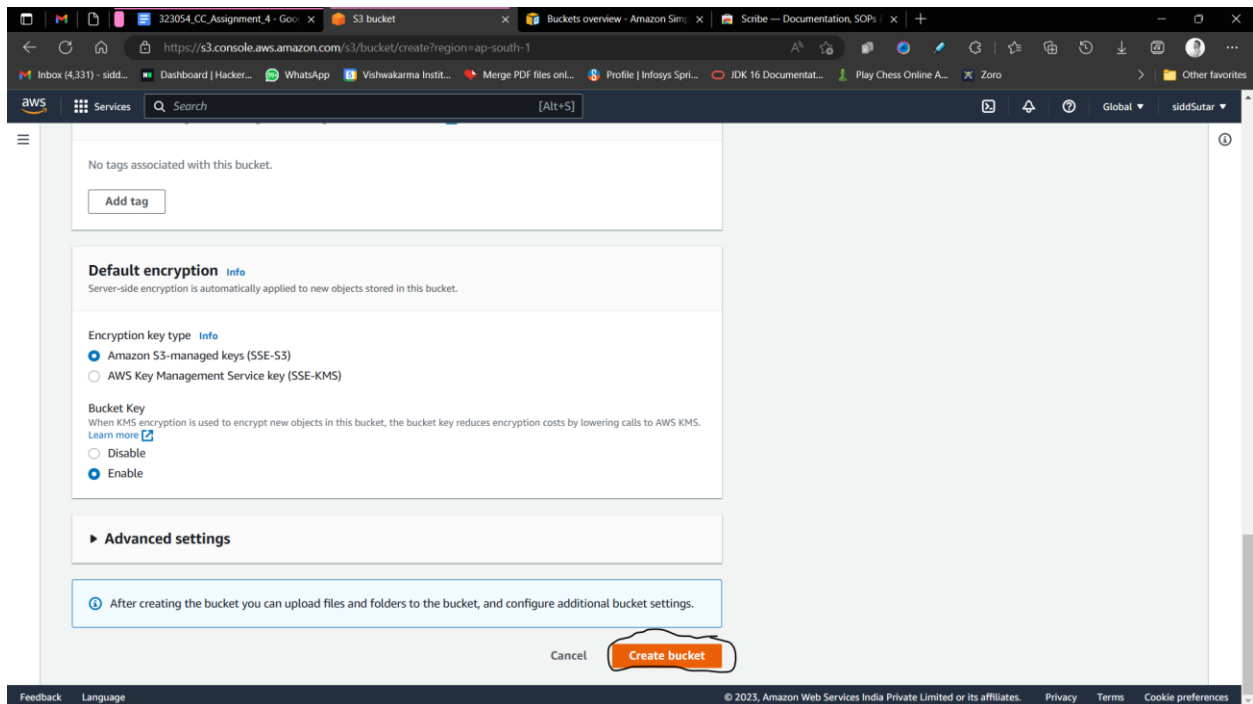 323054_CC_Assignment_4 - Goo
S3 bucket
Buckets overview - Amazon Sim
Scribe — Documentation, SOPs
https://s3.console.aws.amazon.com/s3/bucket/create?region=ap-south-1
Inbox (4,331) - sidd...
Dashboard | Hacker...
WhatsApp
Vishwakarma Instit...
Merge PDF files onl...
Profile | Infosys Spri...
JDK 16 Documentat...
Play Chess Online A...
Zoro
Other favorites
aws
Services
Search
[Alt+S]
Global
siddSutar
No tags associated with this bucket.
Add tag
Default encryption Info
Server-side encryption is automatically applied to new objects stored in this bucket.
Encryption key type Info
Amazon S3-managed keys (SSE-S3)
AWS Key Management Service key (SSE-KMS)
Bucket Key
When KMS encryption is used to encrypt new objects in this bucket, the bucket key reduces encryption costs by lowering calls to AWS KMS.
Learn more
Disable
Enable
Advanced settings
After creating the bucket you can upload files and folders to the bucket, and configure additional bucket settings.
Cancel
Create bucket
Feedback
Language
© 2023, Amazon Web Services India Private Limited or its affiliates.
Privacy
Terms
Cookie preferences